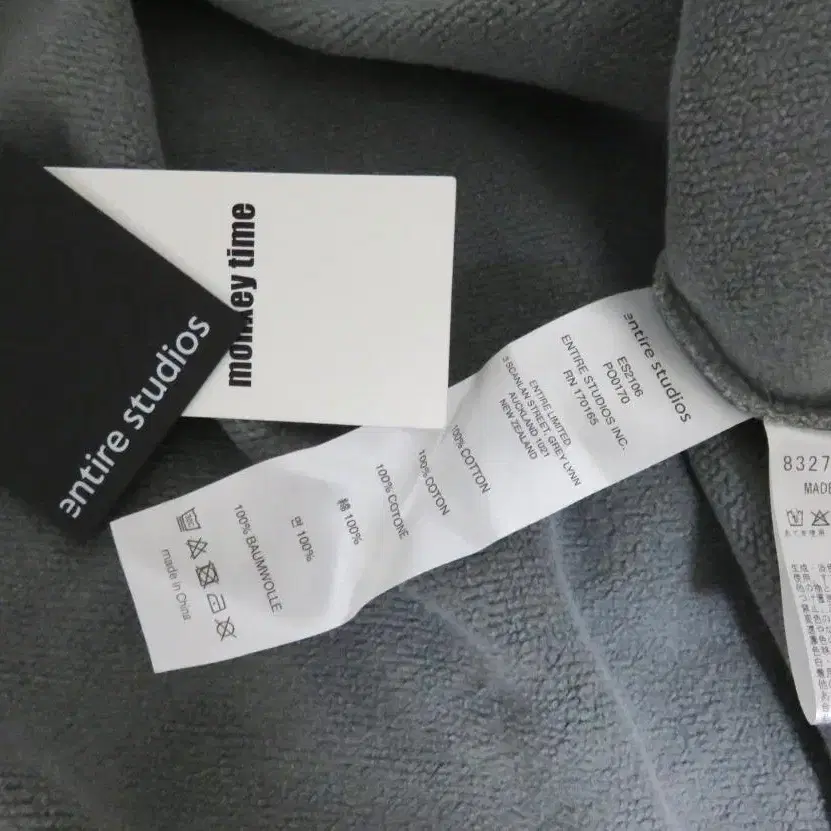 monkey time
entire studios
entire studios
ES2106
PO0170
ENTIRE STUDIOS INC.
RN 170165
ENTIRE LIMITED
3 SCANLAN STREET, GREY LYNN
AUCKLAND 1021
NEW ZEALAND
100% COTTON
100% COTON
100% COTONE
綿 100%
면 100%
100% BAUMWOLLE
made in China
8327
MADE